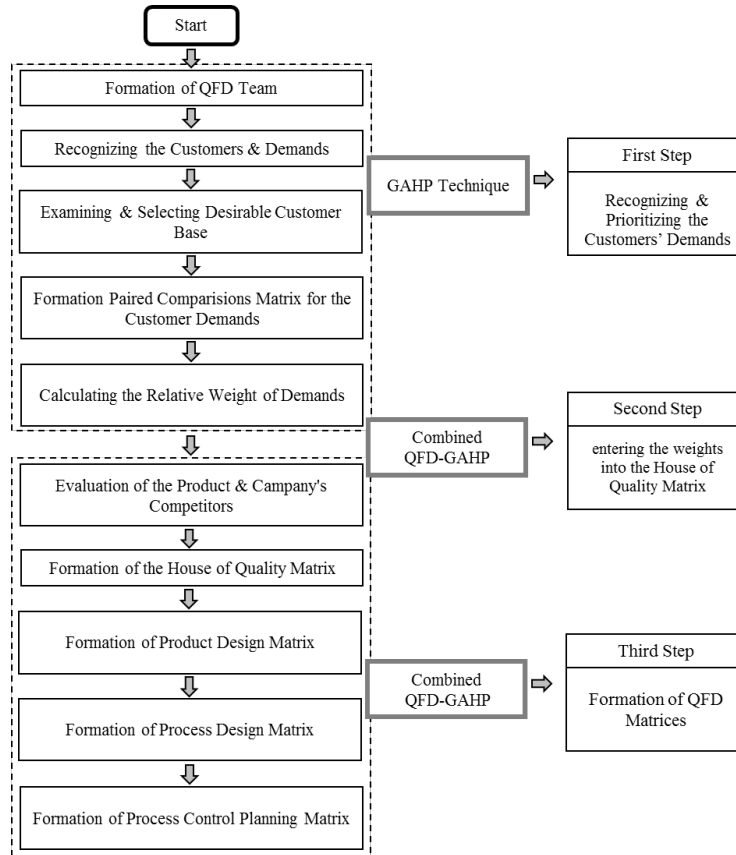 Start
Formation of QFD Team
Recognizing the Customers & Demands
Examining & Selecting Desirable Customer
Base
Formation Paired Comparisions Matrix for the
Customer Demands
Calculating the Relative Weight of Demands
GAHP Technique
First Step
Recognizing &
Prioritizing the
Customers' Demands
Combined
QFD-GAHP
Second Step
entering the weights
into the House of
Quality Matrix
Evaluation of the Product & Campany's
Competitors
Formation of the House of Quality Matrix
Formation of Product Design Matrix
Formation of Process Design Matrix
Formation of Process Control Planning Matrix
Combined
QFD-GAHP
Third Step
Formation of QFD
Matrices